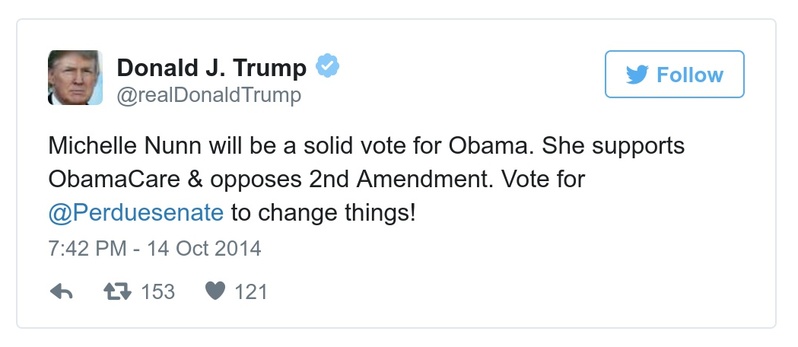 Donald J. Trump
@realDonaldTrump
Follow
Michelle Nunn will be a solid vote for Obama. She supports
ObamaCare & opposes 2nd Amendment. Vote for
@Perduesenate to change things!
7:42 PM - 14 Oct 2014
153 121